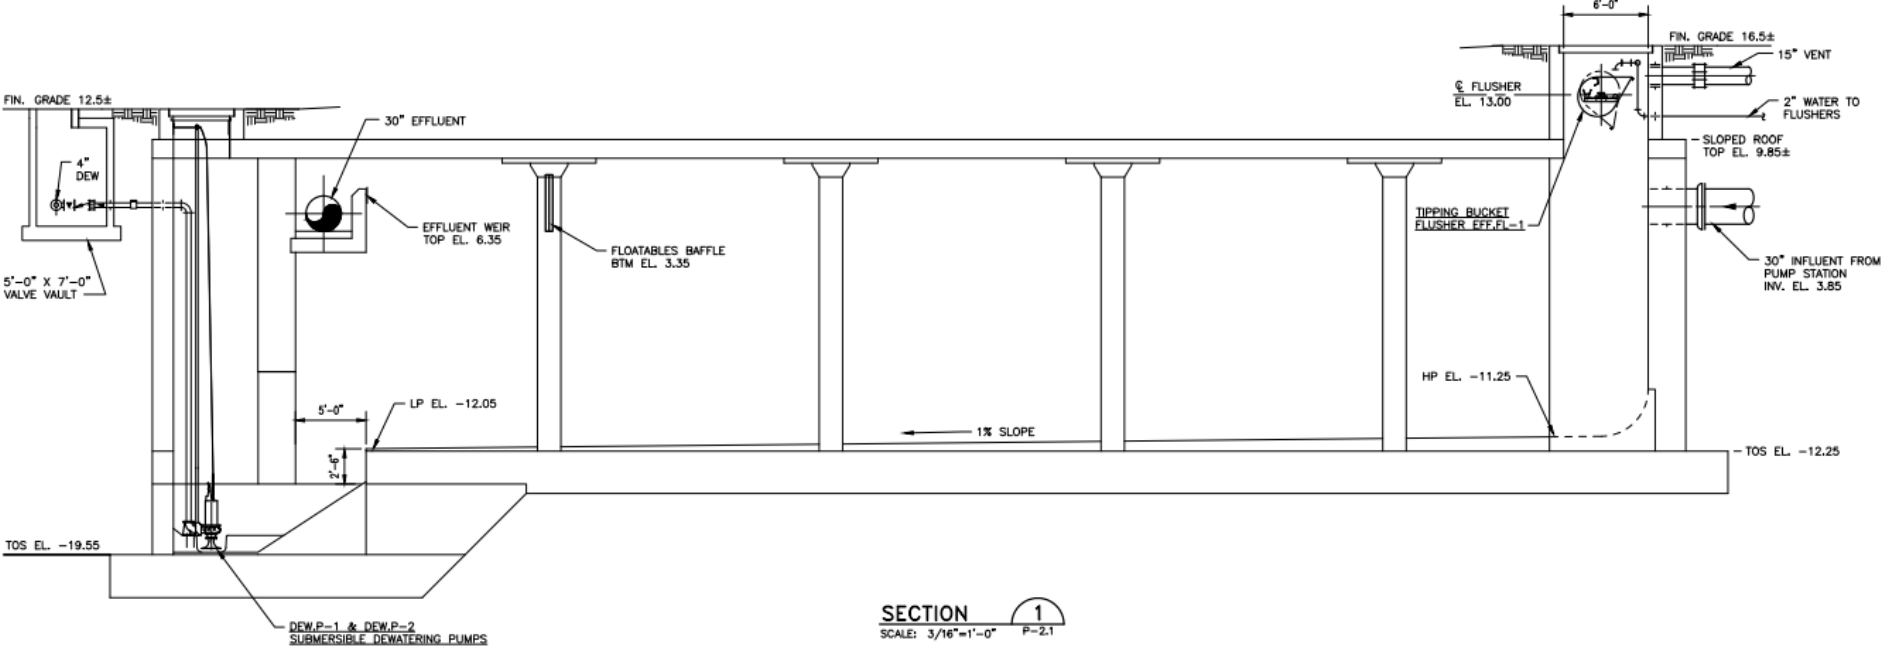 6'-0"
FIN. GRADE 16.5±
15" VENT
℄ FLUSHER
EL. 13.00
FIN. GRADE 12.5±
2" WATER TO
FLUSHERS
30" EFFLUENT
SLOPED ROOF
TOP EL. 9.85±
4"
DEW
TIPPING BUCKET
FLUSHER EFF.FL-1
EFFLUENT WEIR
TOP EL. 6.35
FLOATABLES BAFFLE
BTM EL. 3.35
30" INFLUENT FROM
PUMP STATION
INV. EL. 3.85
5'-0" X 7'-0"
VALVE VAULT
HP EL. -11.25
5'-0"
LP EL. -12.05
1% SLOPE
2'-6"
TOS EL. -12.25
TOS EL. -19.55
SECTION
1
SCALE: 3/16"=1'-0"
P-2.1
DEW.P-1 & DEW.P-2
SUBMERSIBLE DEWATERING PUMPS